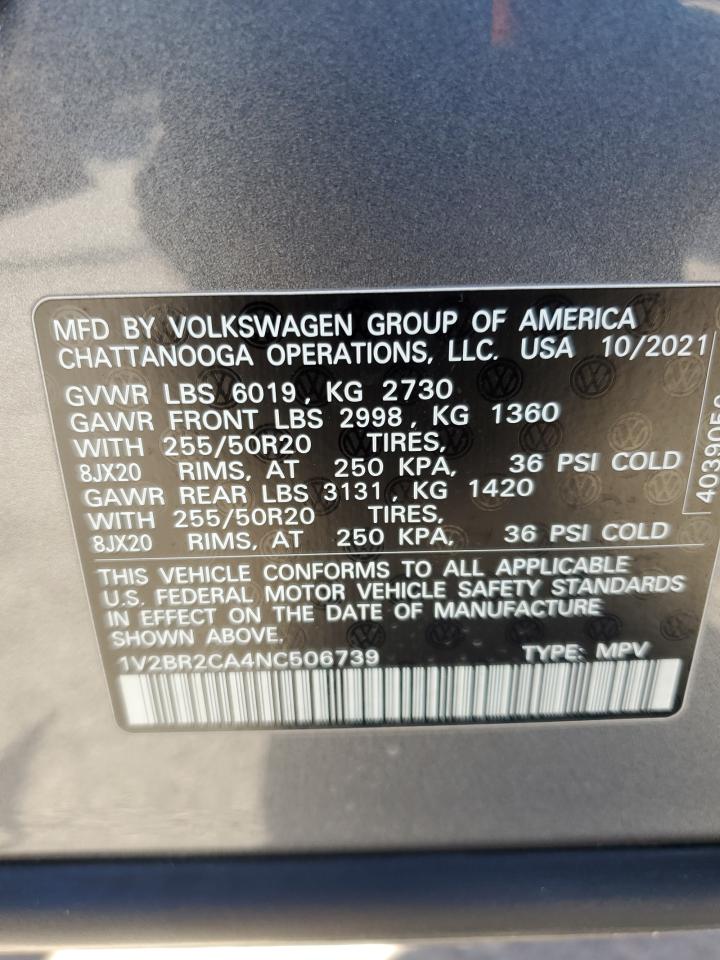 MFD BY VOLKSWAGEN GROUP OF AMERICA
CHATTANOOGA OPERATIONS, LLC. USA 10/2021
GVWR LBS 6019, KG 2730
GAWR FRONT LBS 2998, KG 1360
WITH 255/50R20 TIRES,
8JX20 RIMS, AT 250 KPA, 36 PSI COLD
GAWR REAR LBS 3131, KG 1420
WITH 255/50R20 TIRES,
8JX20 RIMS, AT 250 KPA, 36 PSI COLD
THIS VEHICLE CONFORMS TO ALL APPLICABLE
U.S. FEDERAL MOTOR VEHICLE SAFETY STANDARDS
IN EFFECT ON THE DATE OF MANUFACTURE
SHOWN ABOVE.
1V2BR2CA4NC506739 TYPE: MPV